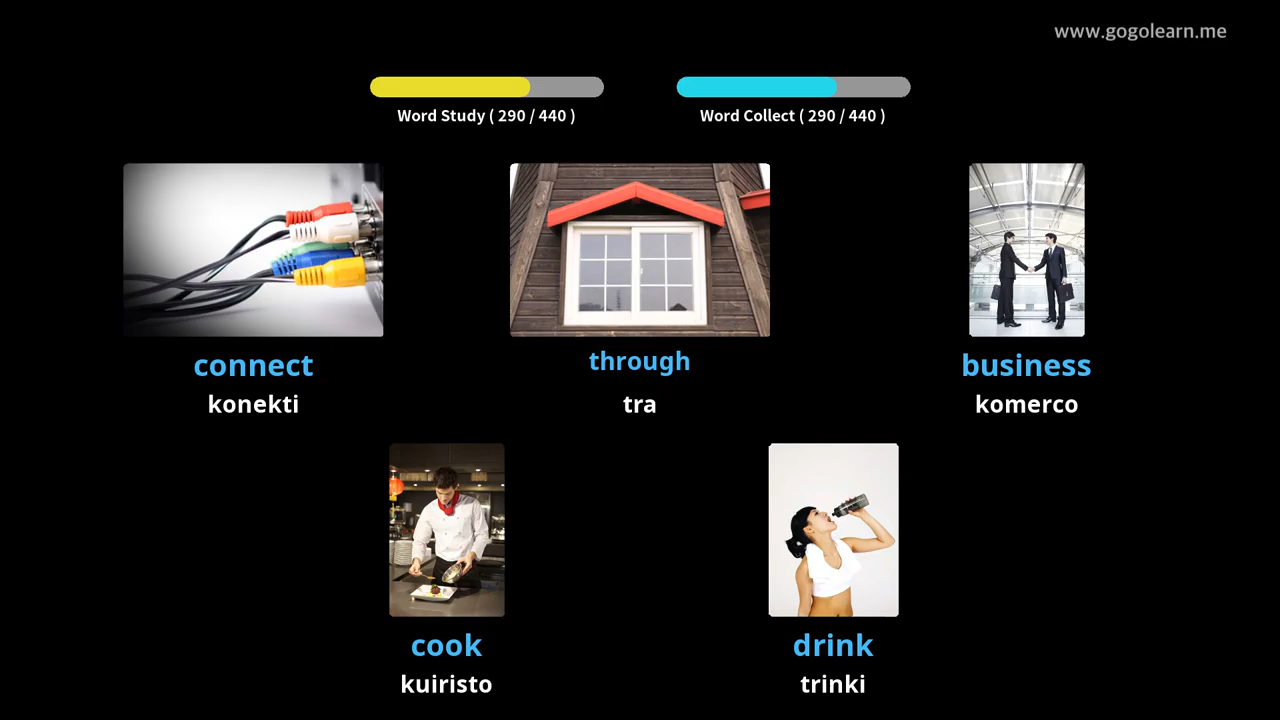 www.gogolearn.me
Word Study ( 290 / 440 )
Word Collect ( 290 / 440 )
connect
konekti
through
tra
business
komerco
cook
kuiristo
drink
trinki